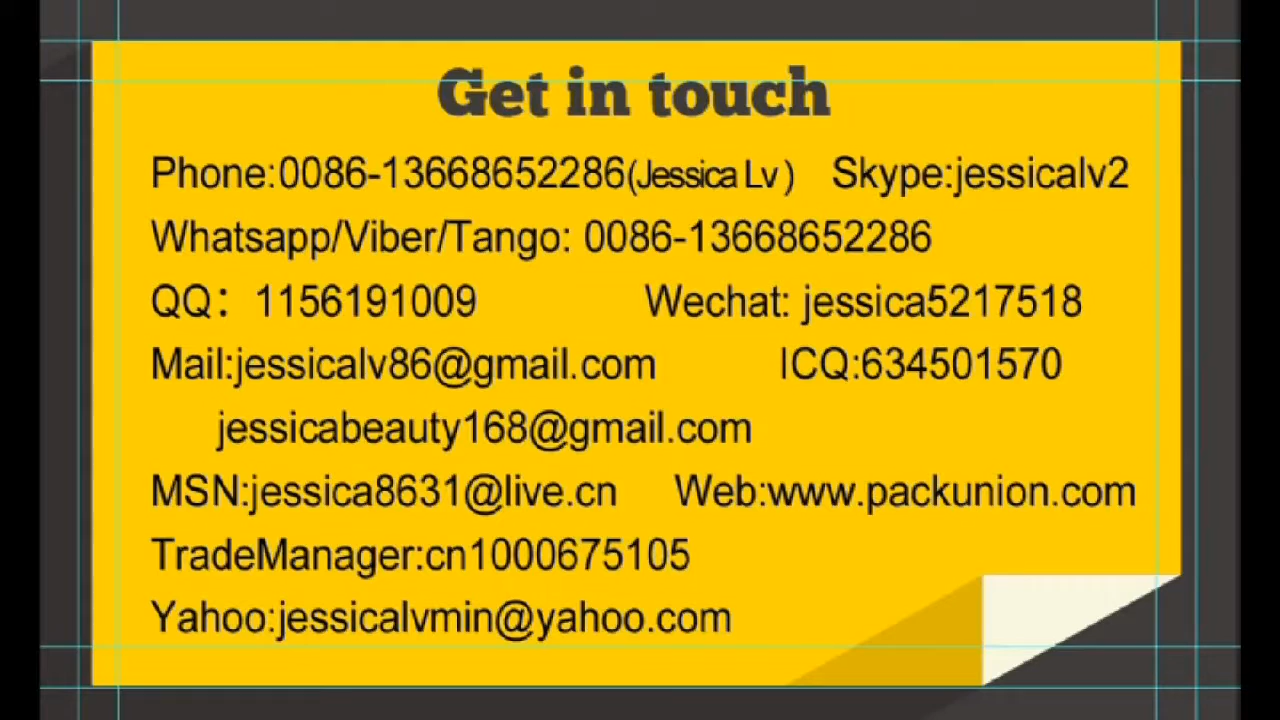 Get in touch
Phone:0086-13668652286(Jessica Lv ) Skype:jessicalv2
Whatsapp/Viber/Tango: 0086-13668652286
QQ：1156191009 Wechat: jessica5217518
Mail:jessicalv86@gmail.com ICQ:634501570
jessicabeauty168@gmail.com
MSN:jessica8631@live.cn Web:www.packunion.com
TradeManager:cn1000675105
Yahoo:jessicalvmin@yahoo.com